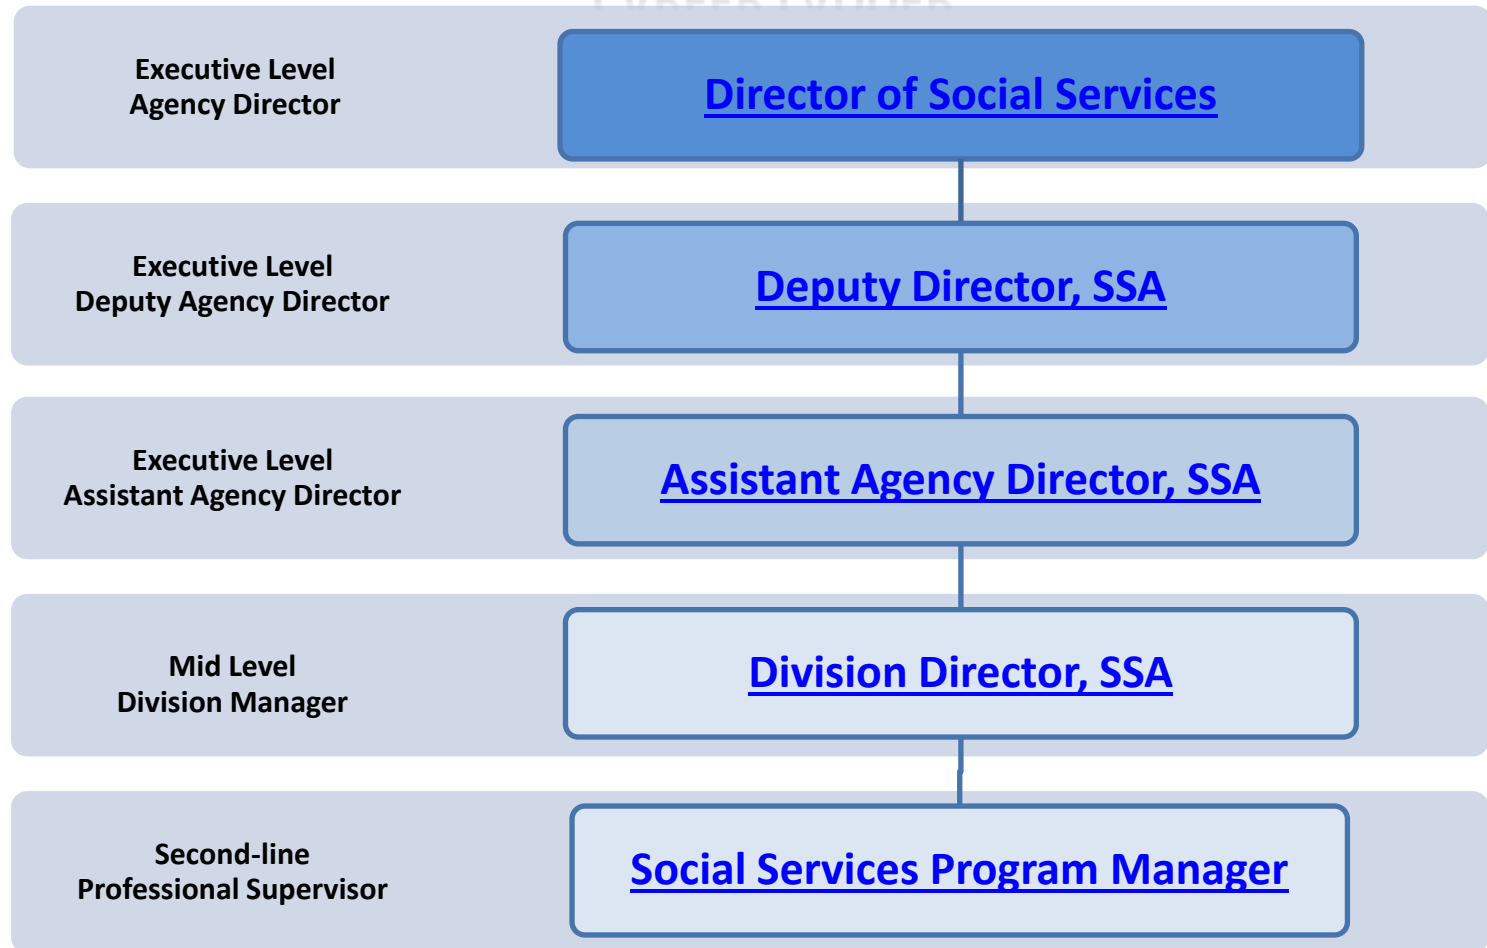 Executive Level
Agency Director
Director of Social Services
Executive Level
Deputy Agency Director
Deputy Director, SSA
Executive Level
Assistant Agency Director
Assistant Agency Director, SSA
Mid Level
Division Manager
Division Director, SSA
Second-line
Professional Supervisor
Social Services Program Manager